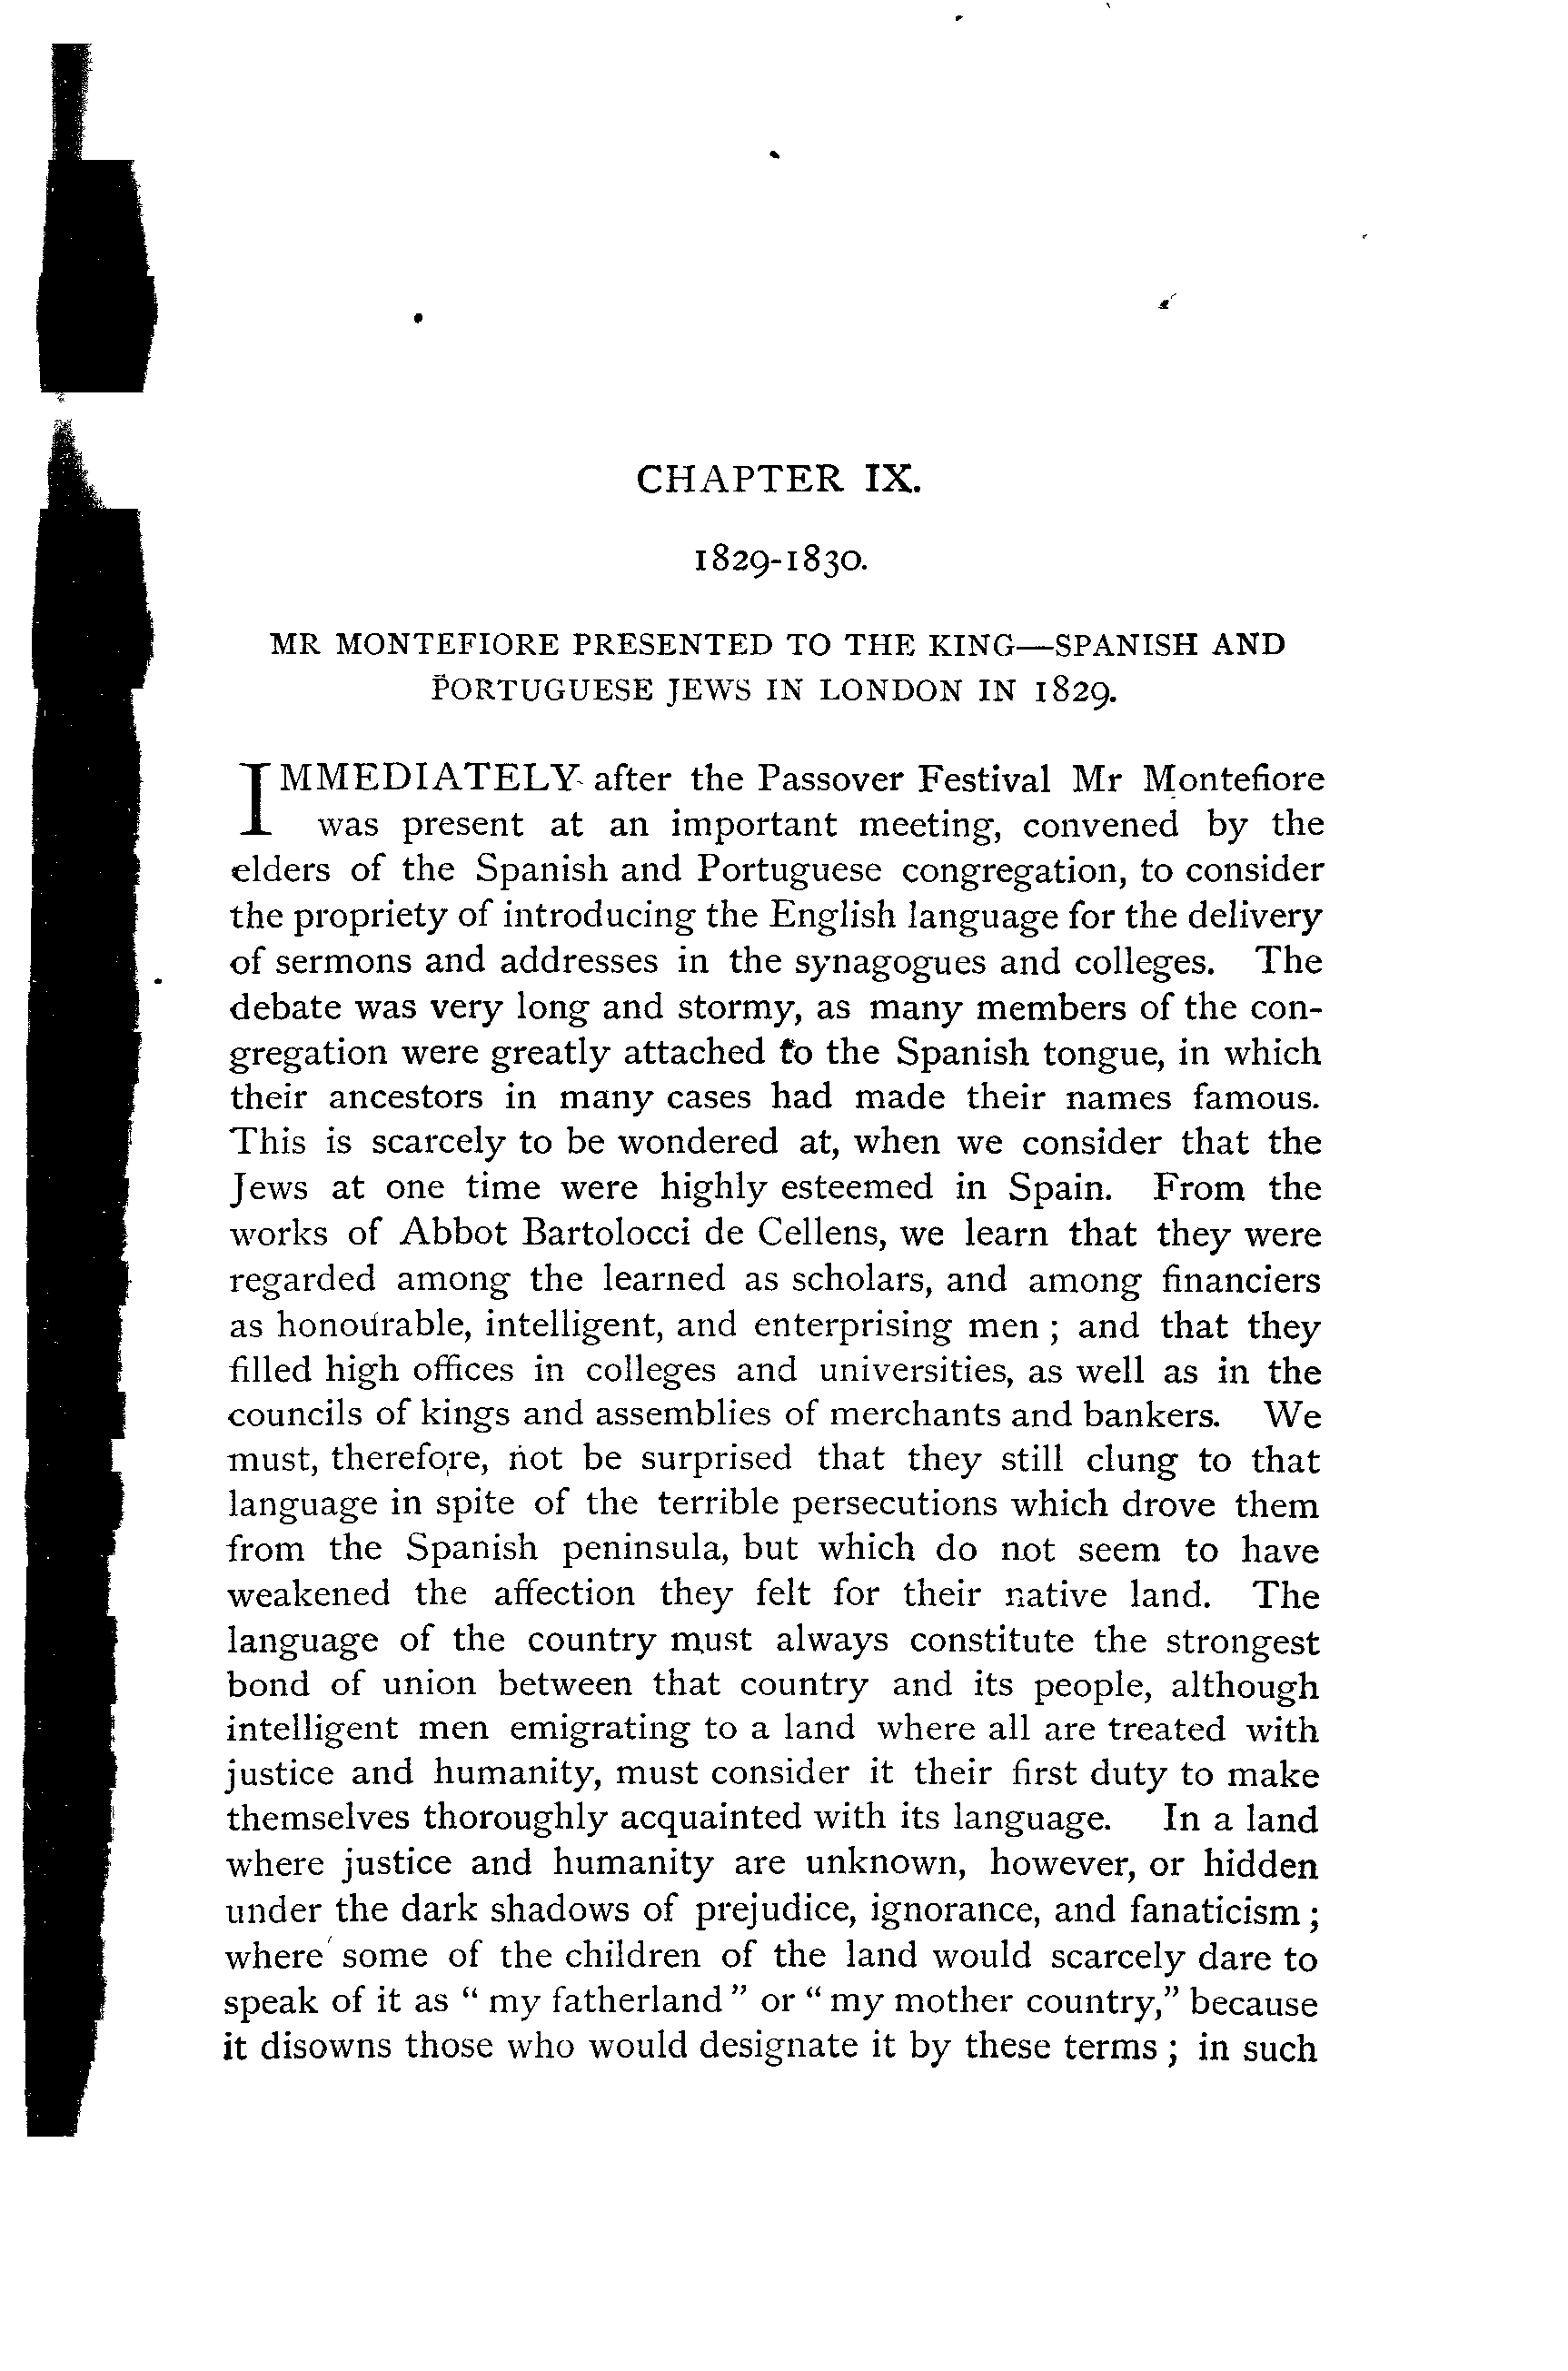 CHAPTER IX.
1829-1830.
MR MONTEFIORE PRESENTED TO THE KING—SPANISH AND
PORTUGUESE JEWS IN LONDON IN 1829.
IMMEDIATELY after the Passover Festival Mr Montefiore
was present at an important meeting, convened by the
elders of the Spanish and Portuguese congregation, to consider
the propriety of introducing the English language for the delivery
of sermons and addresses in the synagogues and colleges. The
debate was very long and stormy, as many members of the con-
gregation were greatly attached to the Spanish tongue, in which
their ancestors in many cases had made their names famous.
This is scarcely to be wondered at, when we consider that the
Jews at one time were highly esteemed in Spain. From the
works of Abbot Bartolocci de Cellens, we learn that they were
regarded among the learned as scholars, and among financiers
as honourable, intelligent, and enterprising men ; and that they
filled high offices in colleges and universities, as well as in the
councils of kings and assemblies of merchants and bankers. We
must, therefore, not be surprised that they still clung to that
language in spite of the terrible persecutions which drove them
from the Spanish peninsula, but which do not seem to have
weakened the affection they felt for their native land. The
language of the country must always constitute the strongest
bond of union between that country and its people, although
intelligent men emigrating to a land where all are treated with
justice and humanity, must consider it their first duty to make
themselves thoroughly acquainted with its language. In a land
where justice and humanity are unknown, however, or hidden
under the dark shadows of prejudice, ignorance, and fanaticism ;
where some of the children of the land would scarcely dare to
speak of it as “ my fatherland ” or “ my mother country,” because
it disowns those who would designate it by these terms ; in such